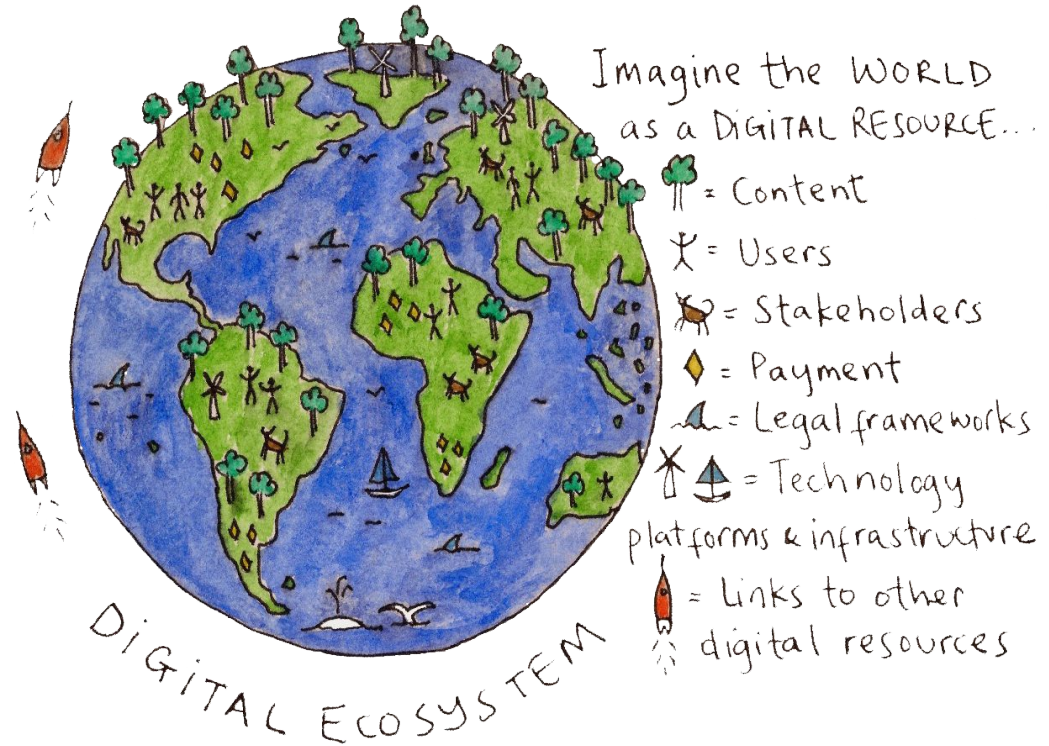 Imagine the WORLD
as a DIGITAL RESOURCE...
= Content
= Users
= Stakeholders
= Payment
= Legal frameworks
= Technology
platforms & infrastructure
= Links to other
digital resources
DIGITAL ECOSYSTEM